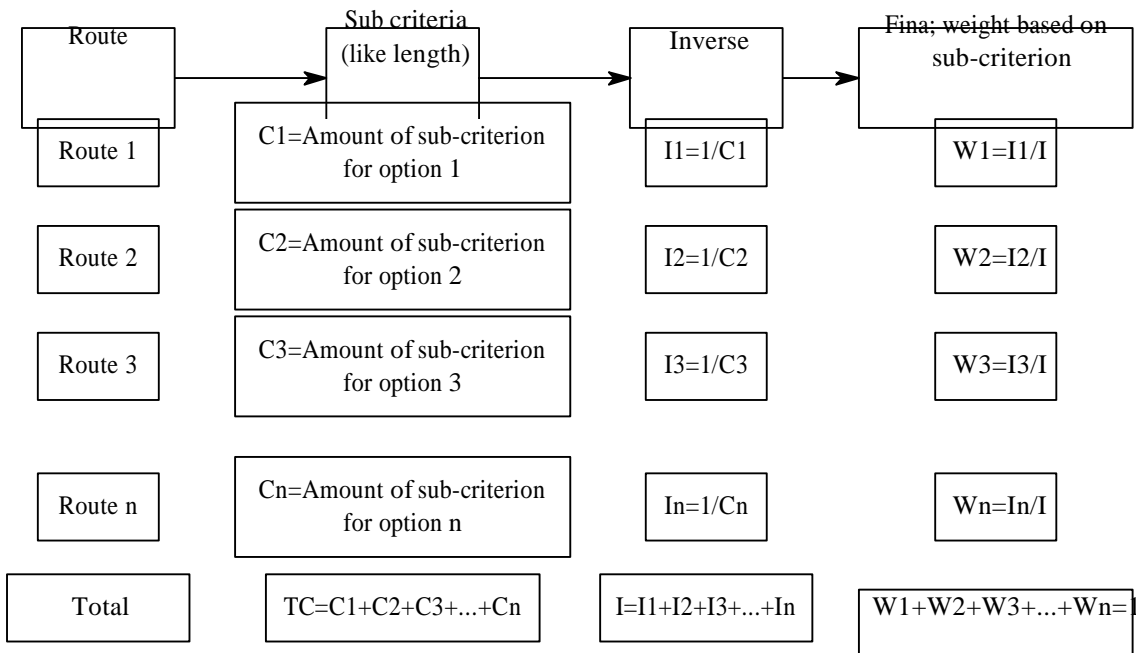 Route
Sub criteria
(like length)
Inverse
Fina; weight based on
sub-criterion
Route 1
C1=Amount of sub-criterion
for option 1
I1=1/C1
W1=I1/I
Route 2
C2=Amount of sub-criterion
for option 2
I2=1/C2
W2=I2/I
Route 3
C3=Amount of sub-criterion
for option 3
I3=1/C3
W3=I3/I
Route n
Cn=Amount of sub-criterion
for option n
In=1/Cn
Wn=In/I
Total
TC=C1+C2+C3+...+Cn
I=I1+I2+I3+...+In
W1+W2+W3+...+Wn=1